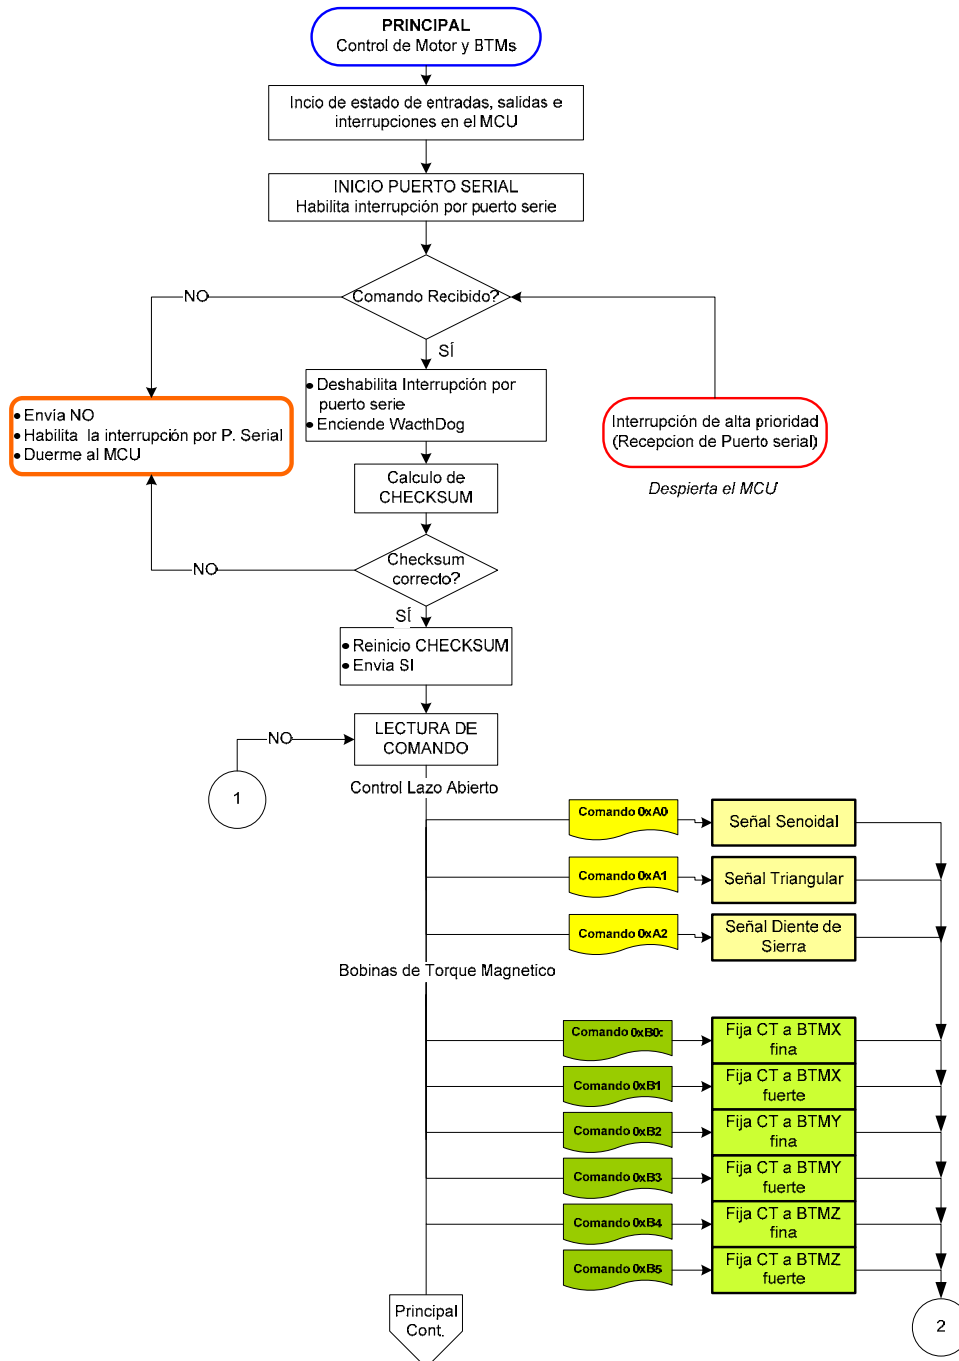 PRINCIPAL
Control de Motor y BTMs
Incio de estado de entradas, salidas e
interrupciones en el MCU
INICIO PUERTO SERIAL
Habilita interrupción por puerto serie
NO
Comando Recibido?
SÍ
• Deshabilita Interrupción por
puerto serie
• Enciende WacthDog
• Envía NO
• Habilita la interrupción por P. Serial
• Duerme al MCU
Interrupción de alta prioridad
(Recepcion de Puerto serial)
Despierta el MCU
Calculo de
CHECKSUM
Checksum
correcto?
NO
SÍ
• Reinicio CHECKSUM
• Envia SI
LECTURA DE
COMANDO
NO
1
Control Lazo Abierto
Comando 0xA0
Señal Senoidal
Comando 0xA1
Señal Triangular
Comando 0xA2
Señal Diente de
Sierra
Bobinas de Torque Magnetico
Comando 0xB0:
Fija CT a BTMX
fina
Comando 0xB1
Fija CT a BTMX
fuerte
Comando 0xB2
Fija CT a BTMY
fina
Comando 0xB3
Fija CT a BTMY
fuerte
Comando 0xB4
Fija CT a BTMZ
fina
Comando 0xB5
Fija CT a BTMZ
fuerte
Principal
Cont.
2